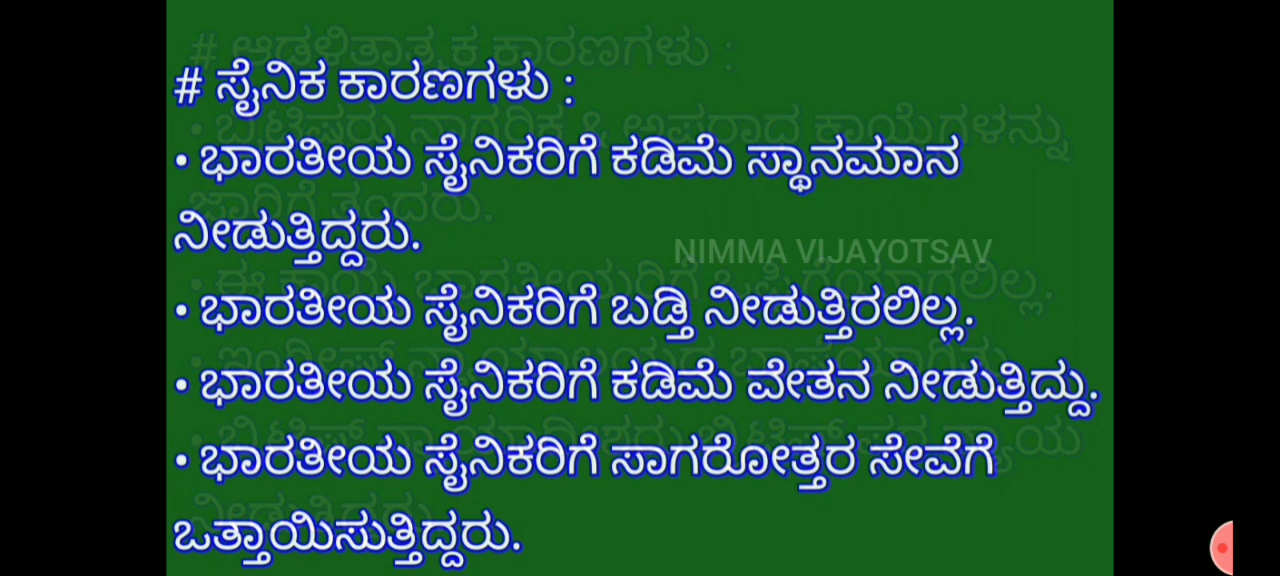 # ಸೈನಿಕ ಕಾರಣಗಳು :
• ಭಾರತೀಯ ಸೈನಿಕರಿಗೆ ಕಡಿಮೆ ಸ್ಥಾನಮಾನ
ನೀಡುತ್ತಿದ್ದರು.
NIMMA VIJAYOTSAV
• ಭಾರತೀಯ ಸೈನಿಕರಿಗೆ ಬಡ್ತಿ ನೀಡುತ್ತಿರಲಿಲ್ಲ.
• ಭಾರತೀಯ ಸೈನಿಕರಿಗೆ ಕಡಿಮೆ ವೇತನ ನೀಡುತ್ತಿದ್ದು.
• ಭಾರತೀಯ ಸೈನಿಕರಿಗೆ ಸಾಗರೋತ್ತರ ಸೇವೆಗೆ
ಒತ್ತಾಯಿಸುತ್ತಿದ್ದರು.